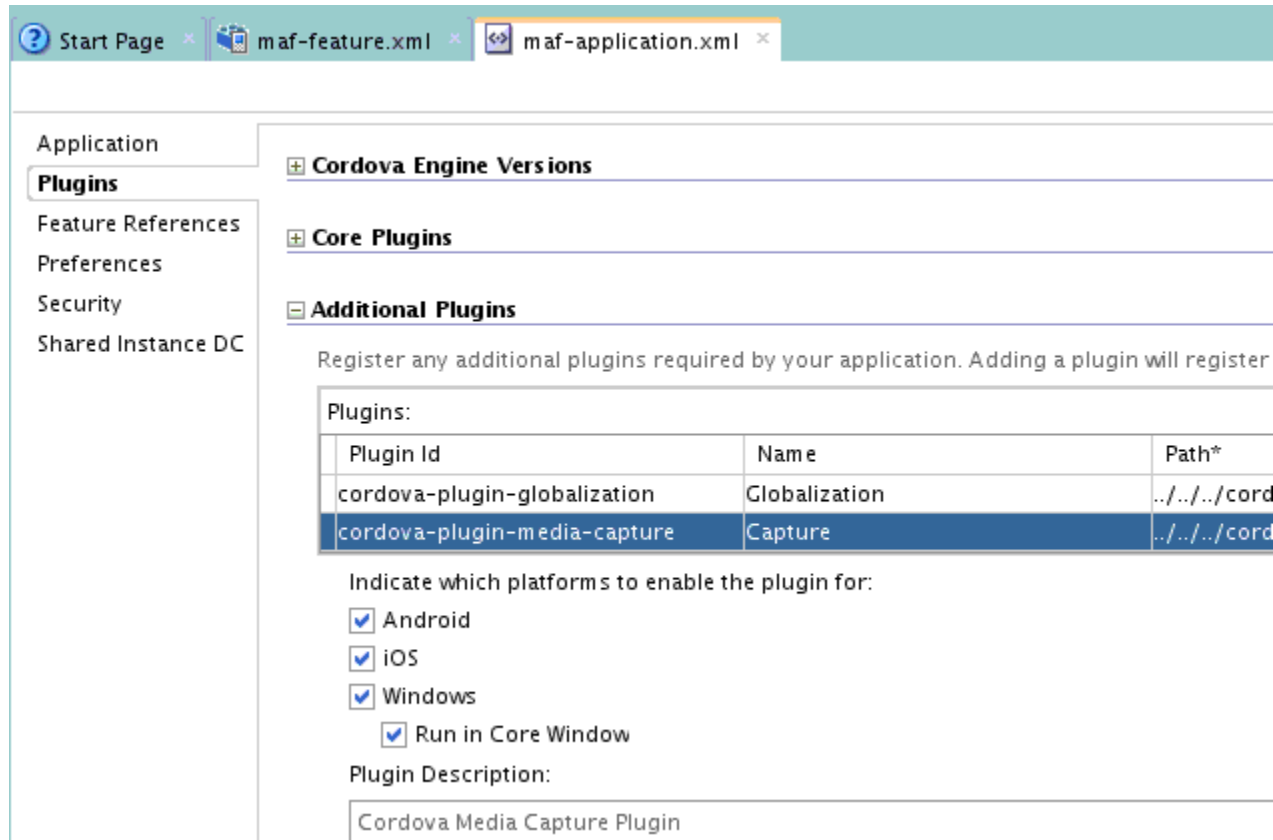 Start Page maf-feature.xml maf-application.xml
Application
Plugins
Feature References
Preferences
Security
Shared Instance DC
Cordova Engine Versions
Core Plugins
Additional Plugins
Register any additional plugins required by your application. Adding a plugin will register
Plugins:
Plugin Id Name Path*
cordova-plugin-globalization Globalization ../../../cord
cordova-plugin-media-capture Capture ../../../cord
Indicate which platforms to enable the plugin for:
Android
iOS
Windows
Run in Core Window
Plugin Description:
Cordova Media Capture Plugin